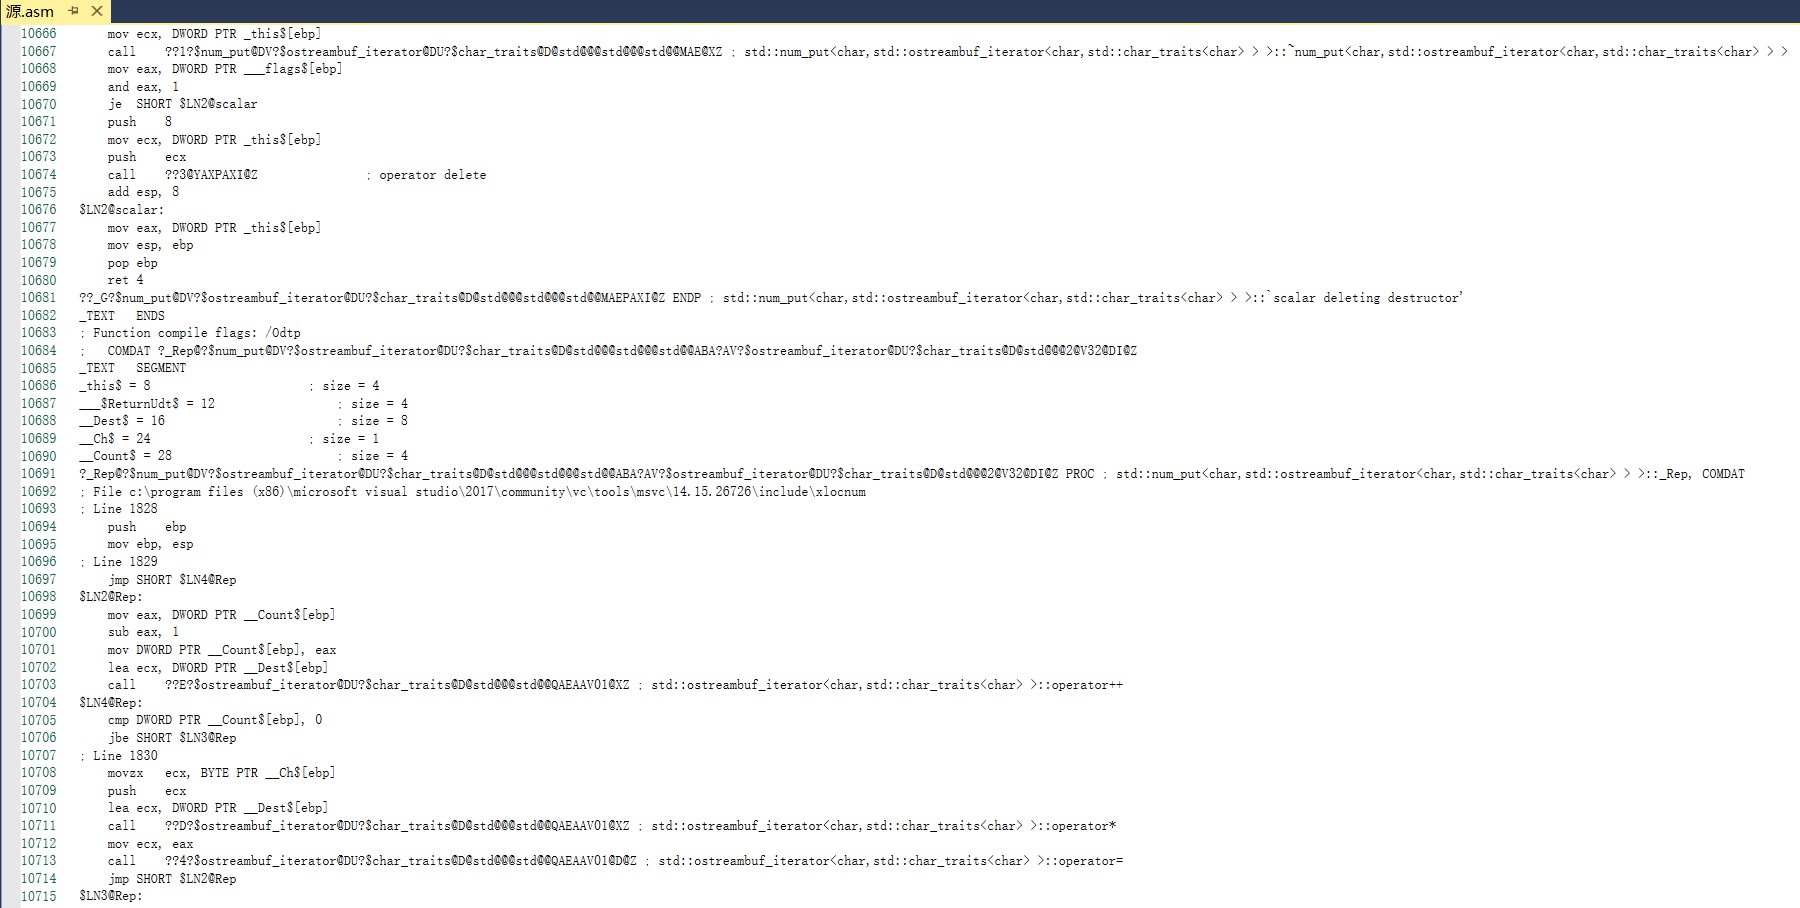 源.asm
10666 mov ecx, DWORD PTR _this$[ebp]
10667 call ??1?$num_put@DV?$ostreambuf_iterator@DU?$char_traits@D@std@@@std@@@std@@MAE@XZ ; std::num_put<char,std::ostreambuf_iterator<char,std::char_traits<char> > >::~num_put<char,std::ostreambuf_iterator<char,std::char_traits<char> > >
10668 mov eax, DWORD PTR ___flags$[ebp]
10669 and eax, 1
10670 je SHORT $LN2@scalar
10671 push 8
10672 mov ecx, DWORD PTR _this$[ebp]
10673 push ecx
10674 call ??3@YAXPAXI@Z ; operator delete
10675 add esp, 8
10676 $LN2@scalar:
10677 mov eax, DWORD PTR _this$[ebp]
10678 mov esp, ebp
10679 pop ebp
10680 ret 4
10681 ??_G?$num_put@DV?$ostreambuf_iterator@DU?$char_traits@D@std@@@std@@@std@@MAEPAXI@Z ENDP ; std::num_put<char,std::ostreambuf_iterator<char,std::char_traits<char> > >::`scalar deleting destructor'
10682 _TEXT ENDS
10683 ; Function compile flags: /Odtp
10684 ; COMDAT ?_Rep@?$num_put@DV?$ostreambuf_iterator@DU?$char_traits@D@std@@@std@@@std@@ABA?AV?$ostreambuf_iterator@DU?$char_traits@D@std@@@2@V32@DI@Z
10685 _TEXT SEGMENT
10686 _this$ = 8 ; size = 4
10687 ___$ReturnUdt$ = 12 ; size = 4
10688 __Dest$ = 16 ; size = 8
10689 __Ch$ = 24 ; size = 1
10690 __Count$ = 28 ; size = 4
10691 ?_Rep@?$num_put@DV?$ostreambuf_iterator@DU?$char_traits@D@std@@@std@@@std@@ABA?AV?$ostreambuf_iterator@DU?$char_traits@D@std@@@2@V32@DI@Z PROC ; std::num_put<char,std::ostreambuf_iterator<char,std::char_traits<char> > >::_Rep, COMDAT
10692 ; File c:\program files (x86)\microsoft visual studio\2017\community\vc\tools\msvc\14.15.26726\include\xlocnum
10693 ; Line 1828
10694 push ebp
10695 mov ebp, esp
10696 ; Line 1829
10697 jmp SHORT $LN4@Rep
10698 $LN2@Rep:
10699 mov eax, DWORD PTR __Count$[ebp]
10700 sub eax, 1
10701 mov DWORD PTR __Count$[ebp], eax
10702 lea ecx, DWORD PTR __Dest$[ebp]
10703 call ??E?$ostreambuf_iterator@DU?$char_traits@D@std@@@std@@QAEAAV01@XZ ; std::ostreambuf_iterator<char,std::char_traits<char> >::operator++
10704 $LN4@Rep:
10705 cmp DWORD PTR __Count$[ebp], 0
10706 jbe SHORT $LN3@Rep
10707 ; Line 1830
10708 movzx ecx, BYTE PTR __Ch$[ebp]
10709 push ecx
10710 lea ecx, DWORD PTR __Dest$[ebp]
10711 call ??D?$ostreambuf_iterator@DU?$char_traits@D@std@@@std@@QAEAAV01@XZ ; std::ostreambuf_iterator<char,std::char_traits<char> >::operator*
10712 mov ecx, eax
10713 call ??4?$ostreambuf_iterator@DU?$char_traits@D@std@@@std@@QAEAAV01@D@Z ; std::ostreambuf_iterator<char,std::char_traits<char> >::operator=
10714 jmp SHORT $LN2@Rep
10715 $LN3@Rep: